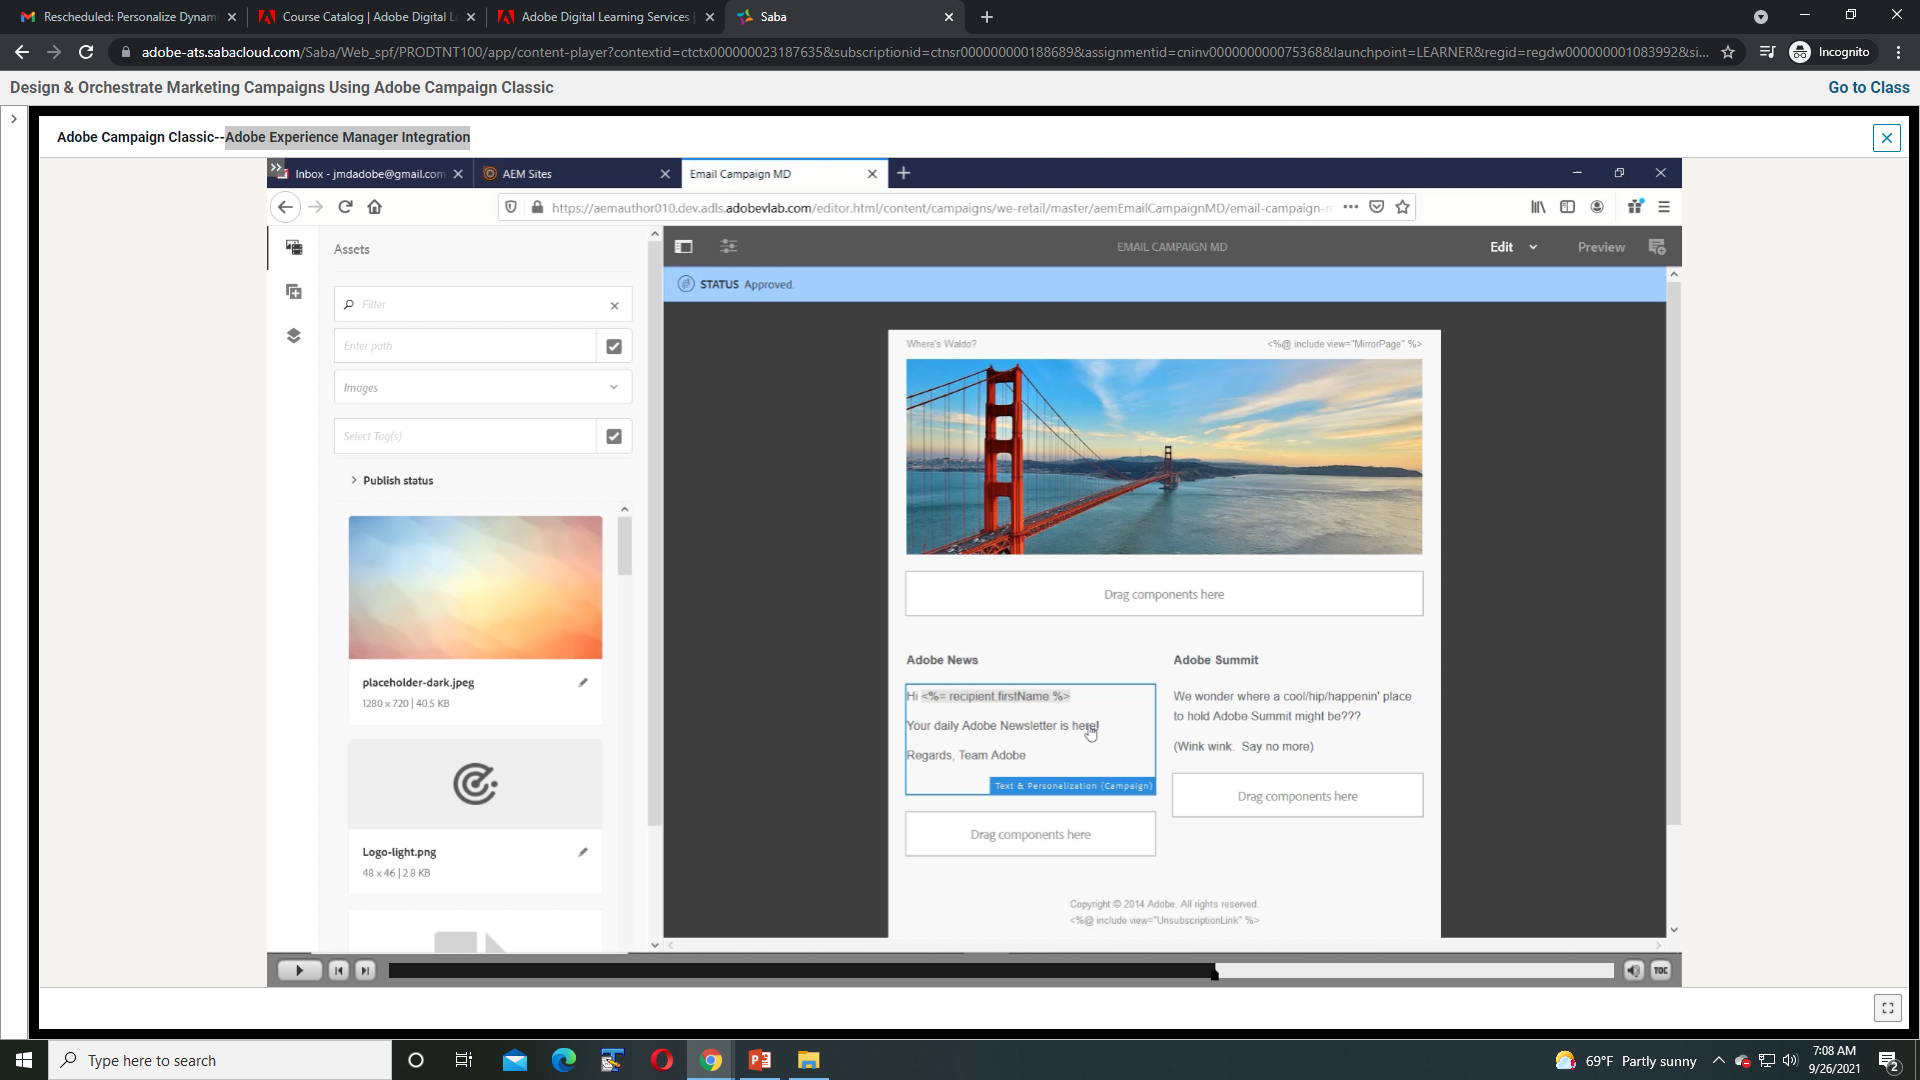 Rescheduled: Personalize Dynam
Course Catalog | Adobe Digital L
Adobe Digital Learning Services |
Saba
adobe-ats.sabacloud.com/Saba/Web_spf/PRODTNT100/app/content-player?contextid=ctctx000000023187635&subscriptionid=ctnsr0000000000188689&assignmentid=cninv000000000075368&launchpoint=LEARNER&regid=regdw000000001083992&si...
Incognito
Design & Orchestrate Marketing Campaigns Using Adobe Campaign Classic
Go to Class
Adobe Campaign Classic--Adobe Experience Manager Integration
Inbox - jmdadobe@gmail.com
AEM Sites
Email Campaign MD
https://aemauthor010.dev.adls.adobevlab.com/editor.html/content/campaigns/we-retail/master/aemEmailCampaignMD/email-campaign-m
Assets
EMAIL CAMPAIGN MD
Edit
Preview
STATUS Approved.
Filter
Enter path
Images
Select Tag(s)
Publish status
placeholder-dark.jpeg
1280 x 720 | 40.5 KB
Logo-light.png
48 x 46 | 2.8 KB
Where's Waldo?
<%@ include view="MirrorPage" %>
Drag components here
Adobe News
Hi <%= recipient.firstName %>
Your daily Adobe Newsletter is here!
Regards, Team Adobe
Text & Personalization (Campaign)
Drag components here
Adobe Summit
We wonder where a cool/hip/happenin' place
to hold Adobe Summit might be???
(Wink wink. Say no more)
Drag components here
Copyright © 2014 Adobe. All rights reserved.
<%@ include view="UnsubscriptionLink" %>
TOC
Type here to search
69°F Partly sunny
7:08 AM
9/26/2021
2